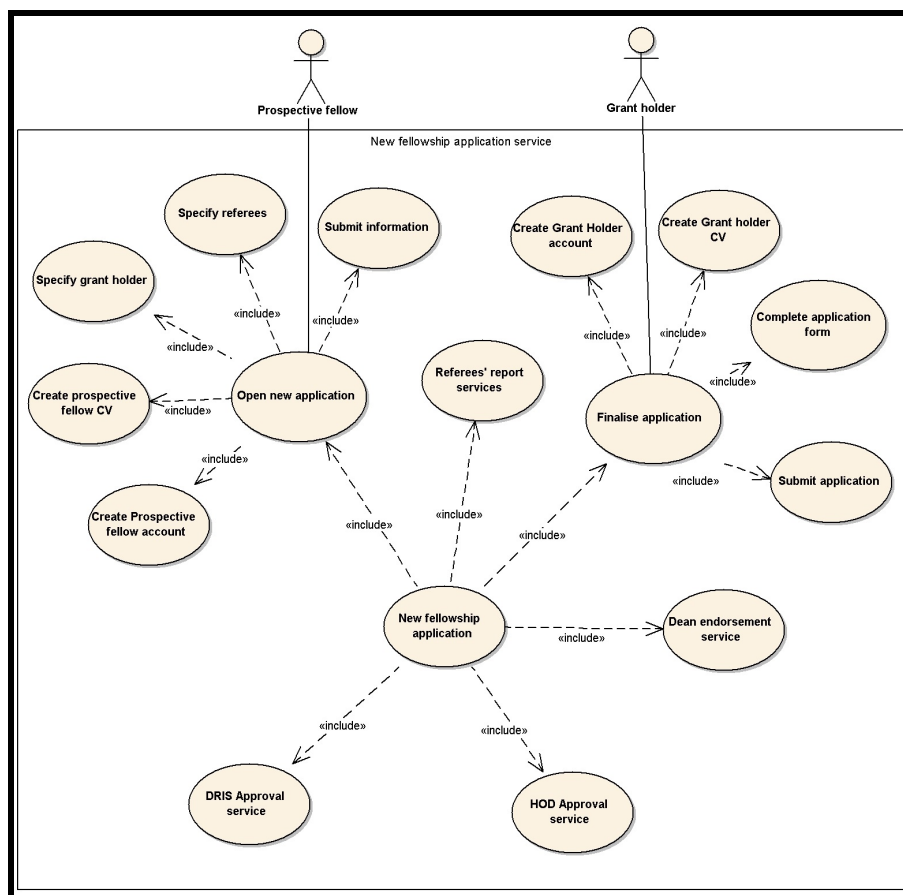 Prospective fellow
Grant holder
New fellowship application service
Specify referees
Submit information
Create Grant Holder
account
Create Grant holder
CV
Specify grant holder
«include»
«include»
«include»
«include»
«include»
Complete application
form
Create prospective
fellow CV
«include»
Open new application
Referees' report
services
«include»
Finalise application
«include»
Create Prospective
fellow account
«include»
Submit application
«include»
«include»
«include»
New fellowship
application
Dean endorsement
service
«include»
«include»
«include»
DRIS Approval
service
HOD Approval
service